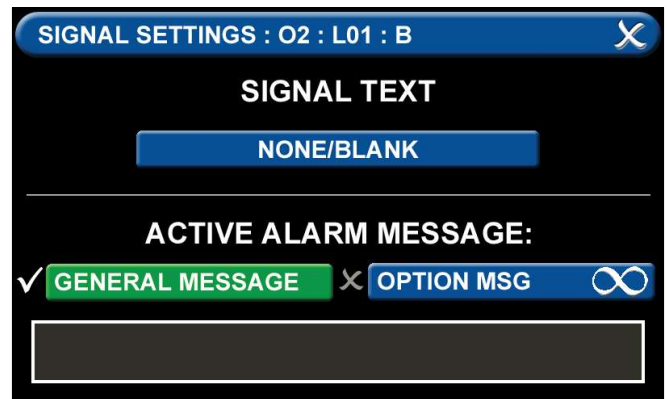 SIGNAL SETTINGS : O2 : L01 : B
SIGNAL TEXT
NONE/BLANK
ACTIVE ALARM MESSAGE:
GENERAL MESSAGE OPTION MSG